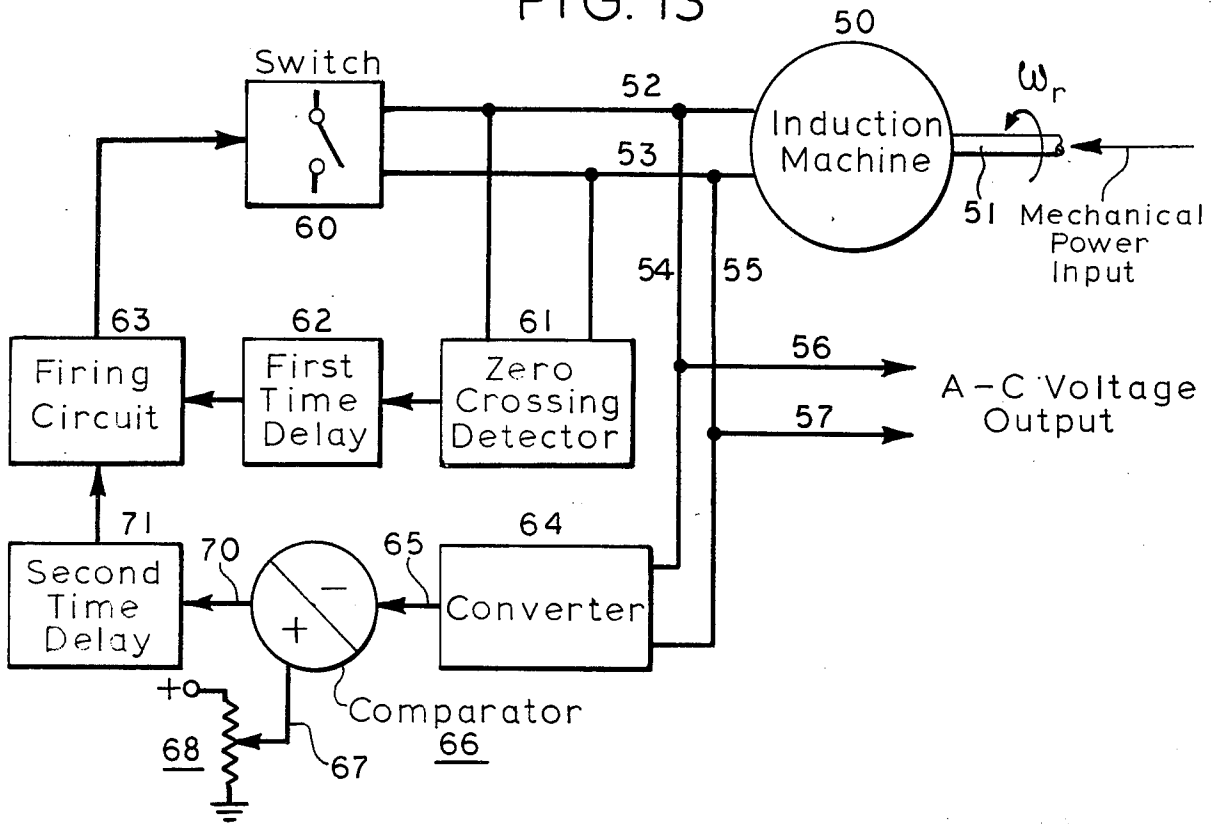 FIG. 13
50
Switch
52
ωr
Induction
Machine
53
51
Mechanical
Power
Input
60
54
55
63
62
61
56
Firing
Circuit
First
Time
Delay
Zero
Crossing
Detector
A-C Voltage
Output
57
71
70
65
64
Second
Time
Delay
−
+
Converter
+
Comparator
66
68
67